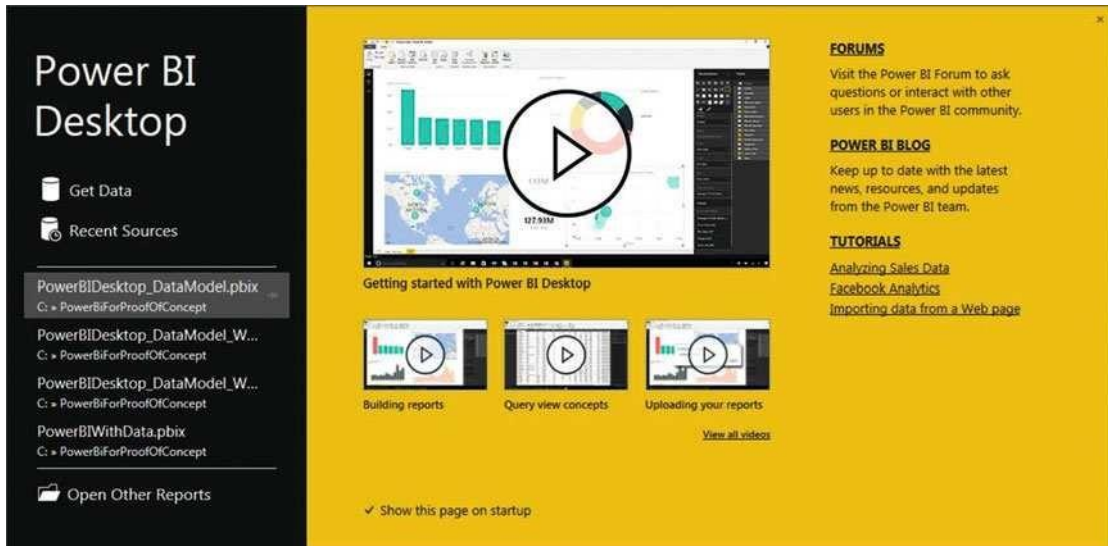 Power BI
Desktop
Get Data
Recent Sources
PowerBIDesktop_DataModel.pbix
C: » PowerBiForProofOfConcept
PowerBIDesktop_DataModel_W...
C: » PowerBiForProofOfConcept
PowerBIDesktop_DataModel_W...
C: » PowerBiForProofOfConcept
PowerBIWithData.pbix
C: » PowerBiForProofOfConcept
Open Other Reports
127.93M
Getting started with Power BI Desktop
Building reports
Query view concepts
Uploading your reports
View all videos
✓ Show this page on startup
FORUMS
Visit the Power BI Forum to ask
questions or interact with other
users in the Power BI community.
POWER BI BLOG
Keep up to date with the latest
news, resources, and updates
from the Power BI team.
TUTORIALS
Analyzing Sales Data
Facebook Analytics
Importing data from a Web page